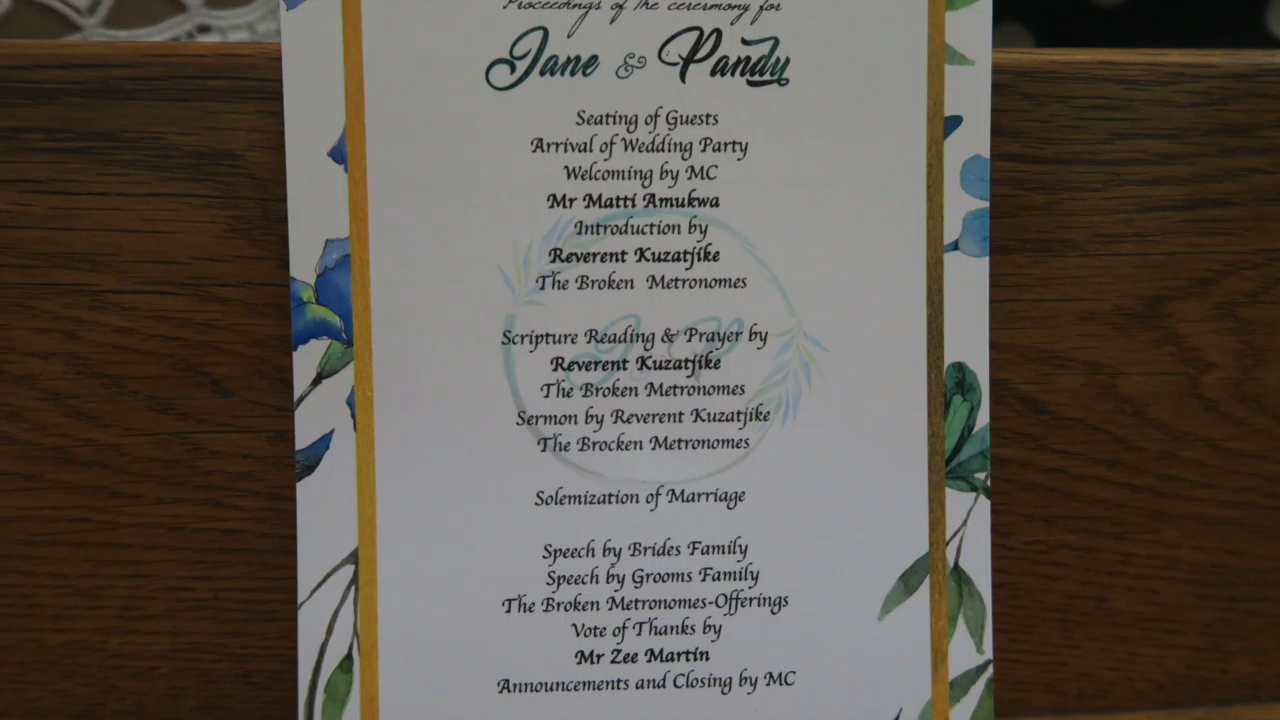 Proceedings of the ceremony for
Jane & Pandy
Seating of Guests
Arrival of Wedding Party
Welcoming by MC
Mr Matti Amukwa
Introduction by
Reverent Kuzatjike
The Broken Metronomes
Scripture Reading & Prayer by
Reverent Kuzatjike
The Broken Metronomes
Sermon by Reverent Kuzatjike
The Brocken Metronomes
Solemization of Marriage
Speech by Brides Family
Speech by Grooms Family
The Broken Metronomes-Offerings
Vote of Thanks by
Mr Zee Martin
Announcements and Closing by MC